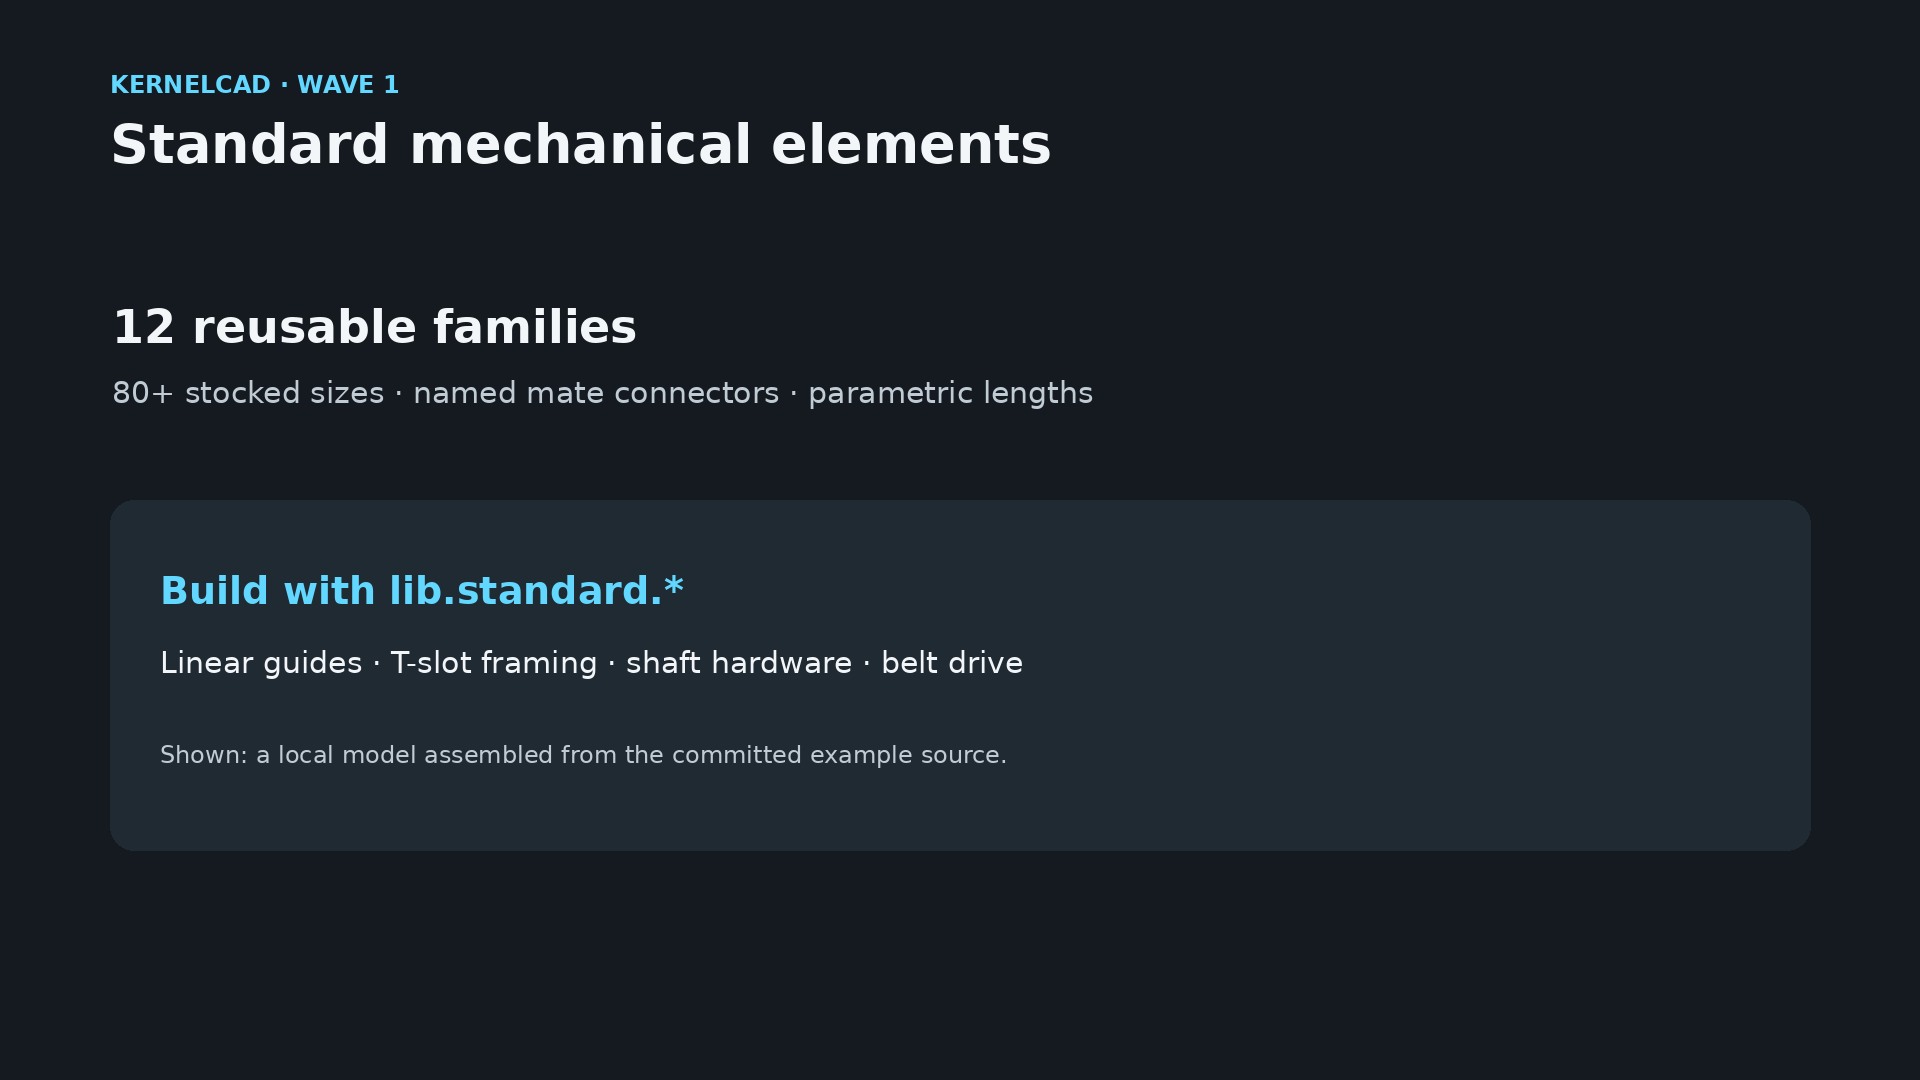 KERNELCAD · WAVE 1
Standard mechanical elements
12 reusable families
80+ stocked sizes · named mate connectors · parametric lengths
Build with lib.standard.*
Linear guides · T-slot framing · shaft hardware · belt drive
Shown: a local model assembled from the committed example source.